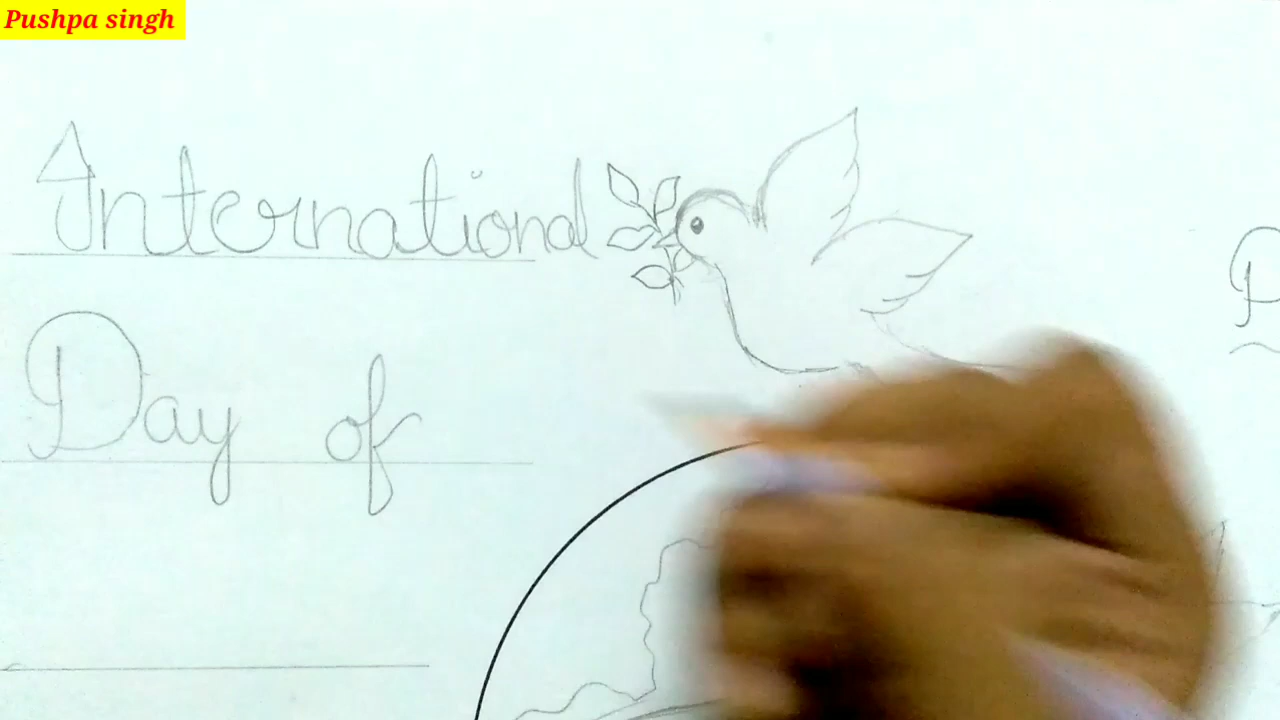 Pushpa singh
International
Day of
P